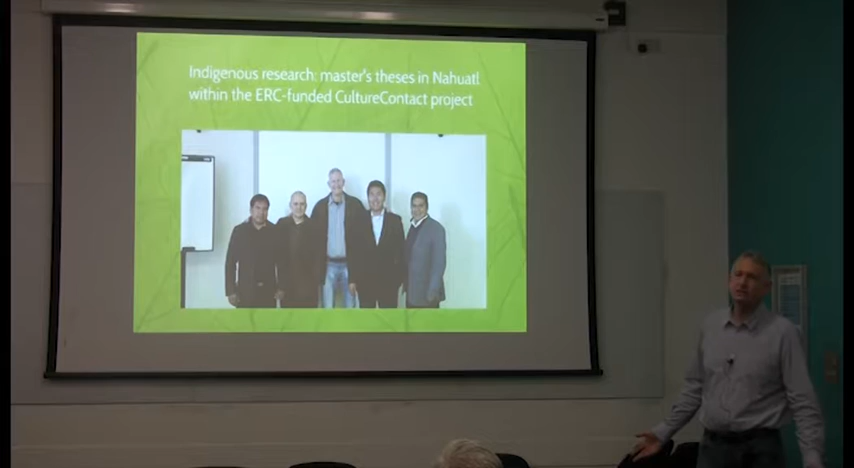 Indigenous research: master's theses in Nahuatl
within the ERC-funded CultureContact project